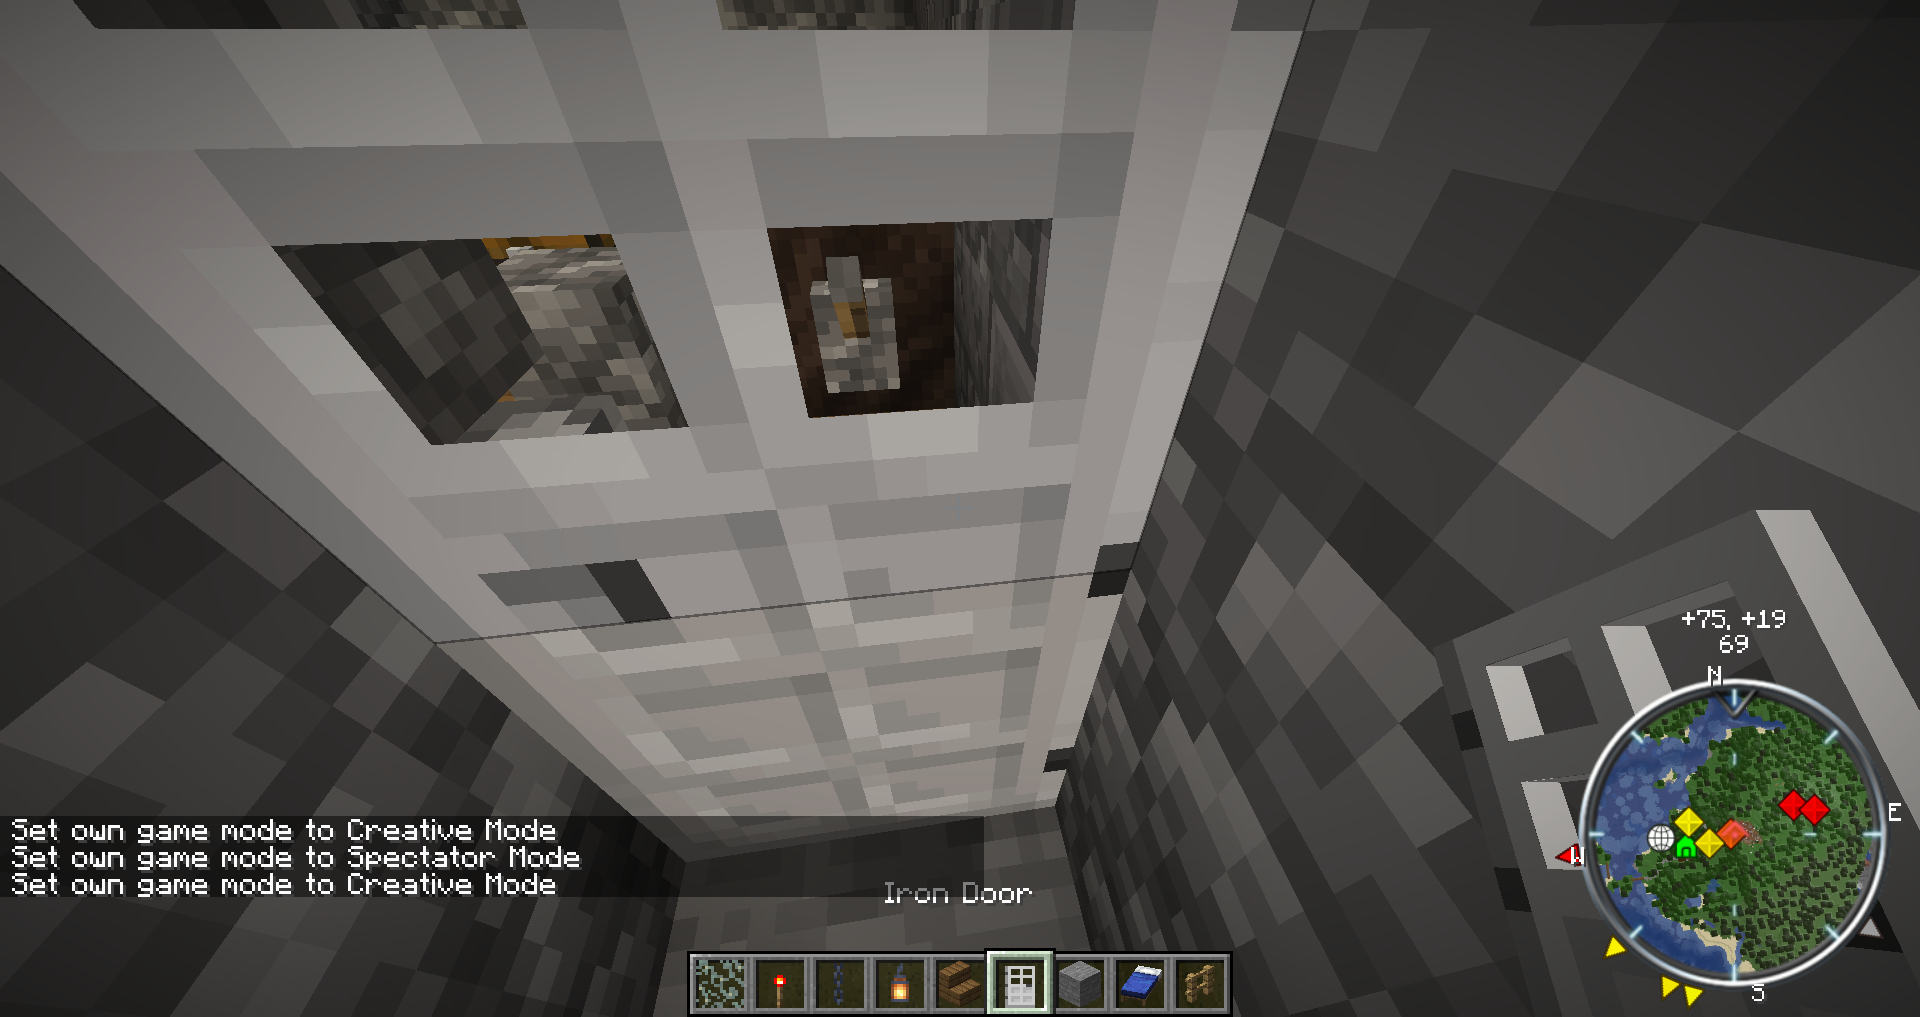 +75, +19
69
N
E
W
S
Set own game mode to Creative Mode
Set own game mode to Spectator Mode
Set own game mode to Creative Mode
Iron Door